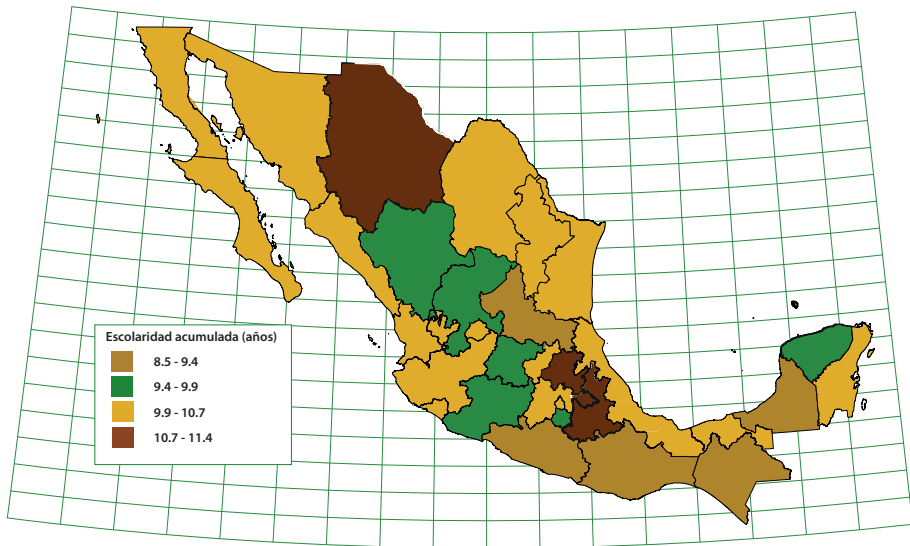 Escolaridad acumulada (años)
8.5 - 9.4
9.4 - 9.9
9.9 - 10.7
10.7 - 11.4